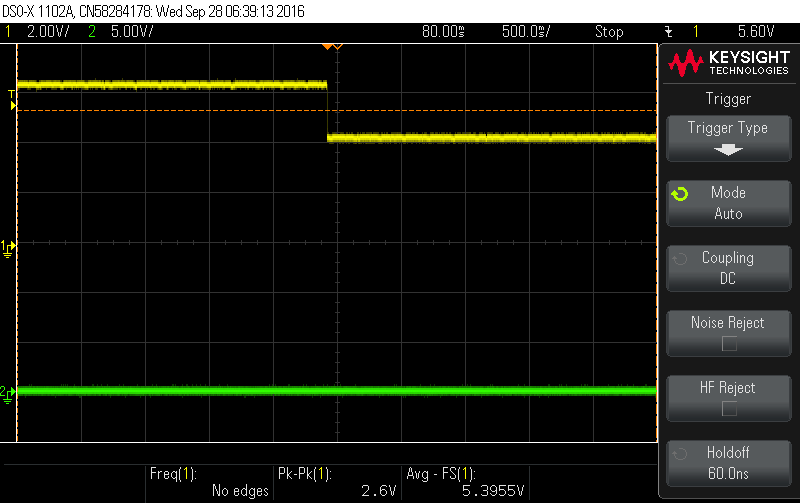 DSO-X 1102A, CN58284178: Wed Sep 28 06:39:13 2016
1 2.00V/ 2 5.00V/ 80.00s 500.0s/ Stop 1 5.60V
KEYSIGHT
TECHNOLOGIES
Trigger
Trigger Type
Mode
Auto
Coupling
DC
Noise Reject
HF Reject
Holdoff
60.0ns
T
1
2
Freq(1): Pk-Pk(1): Avg - FS(1):
No edges 2.6V 5.3955V